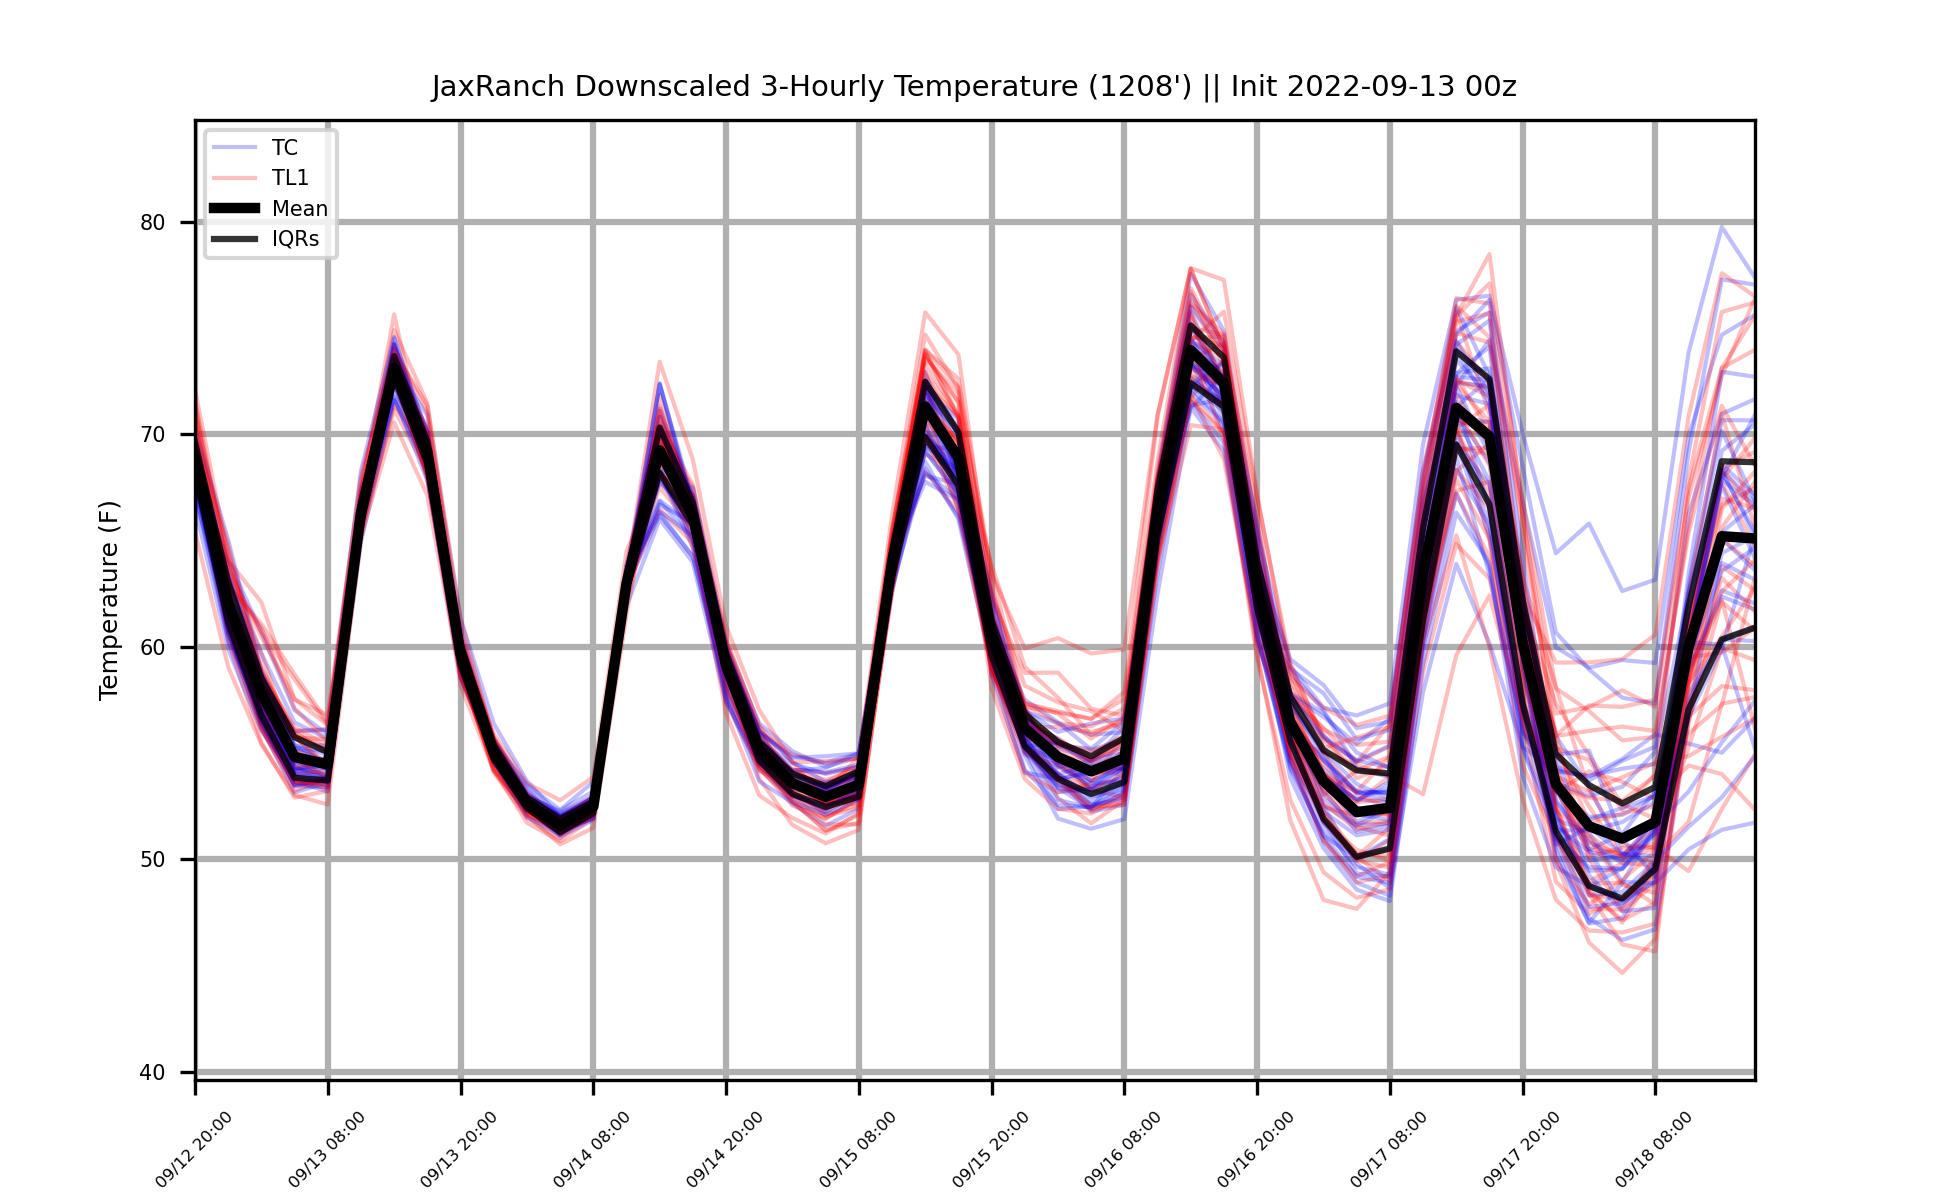 JaxRanch Downscaled 3-Hourly Temperature (1208') || Init 2022-09-13 00z
TC
TL1
Mean
IQRs
Temperature (F)
80
70
60
50
40
09/12 20:00
09/13 08:00
09/13 20:00
09/14 08:00
09/14 20:00
09/15 08:00
09/15 20:00
09/16 08:00
09/16 20:00
09/17 08:00
09/17 20:00
09/18 08:00